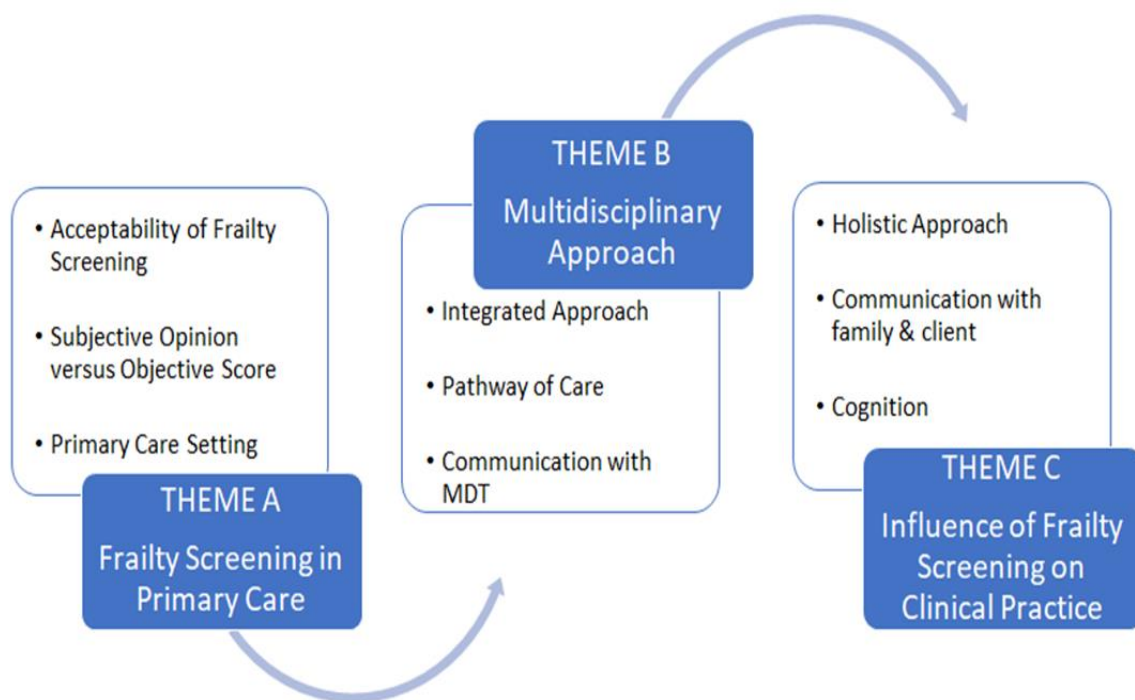 • Acceptability of Frailty
Screening
• Subjective Opinion
versus Objective Score
• Primary Care Setting
THEME A
Frailty Screening in
Primary Care
THEME B
Multidisciplinary
Approach
• Integrated Approach
• Pathway of Care
• Communication with
MDT
• Holistic Approach
• Communication with
family & client
• Cognition
THEME C
Influence of Frailty
Screening on
Clinical Practice